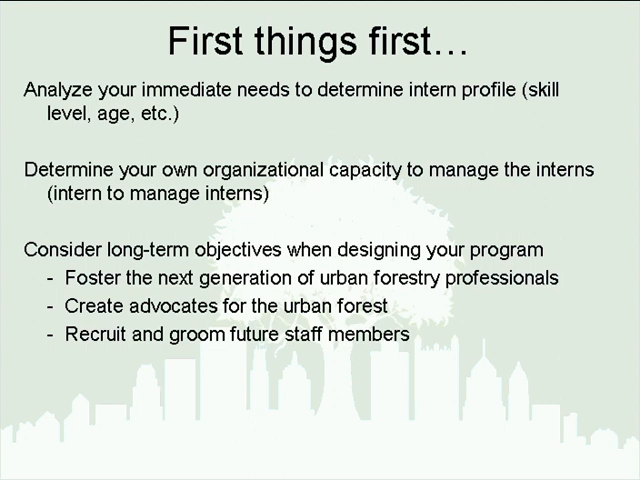 First things first…
Analyze your immediate needs to determine intern profile (skill
level, age, etc.)
Determine your own organizational capacity to manage the interns
(intern to manage interns)
Consider long-term objectives when designing your program
- Foster the next generation of urban forestry professionals
- Create advocates for the urban forest
- Recruit and groom future staff members